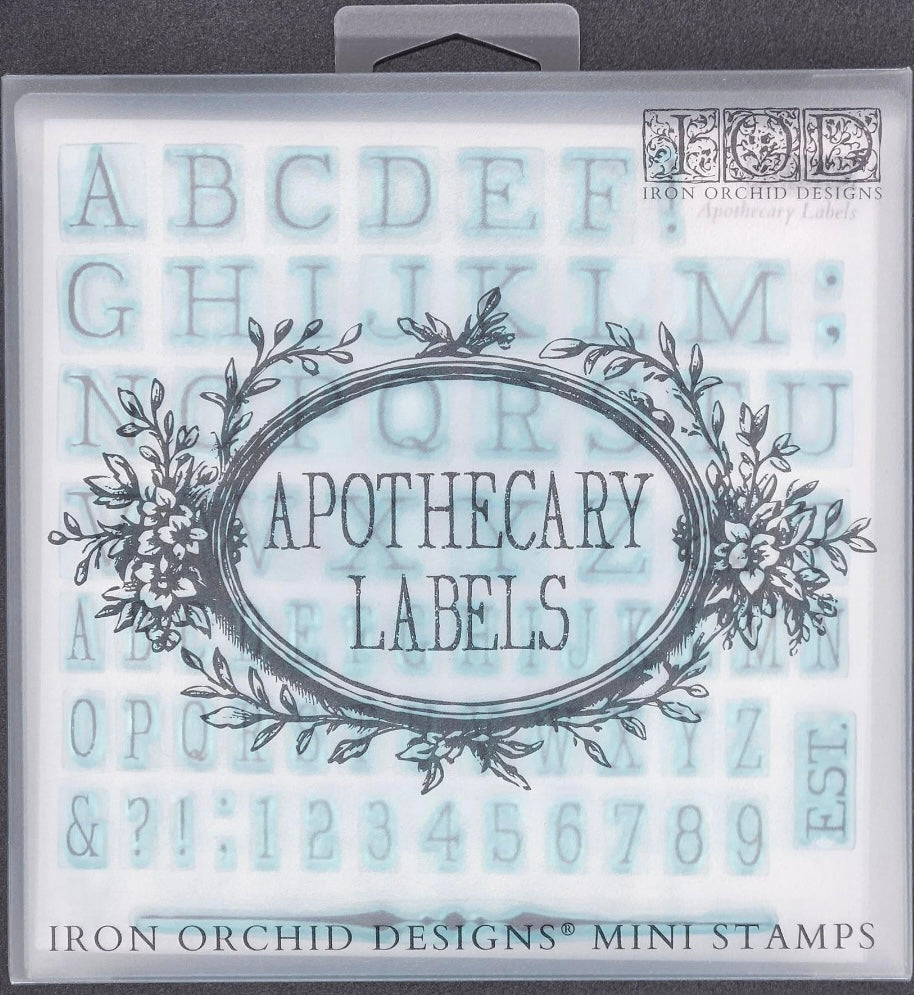 IOD
A B C D E F !
IRON ORCHID DESIGNS
Apothecary Labels
G H I J K L M ;
N O P Q R S T U
V W X Y Z
APOTHECARY
LABELS
A B E F G H I J K M N
O P Q R S W X Y Z
EST.
& ? ! : 1 2 3 4 5 6 7 8 9
IRON ORCHID DESIGNS® MINI STAMPS